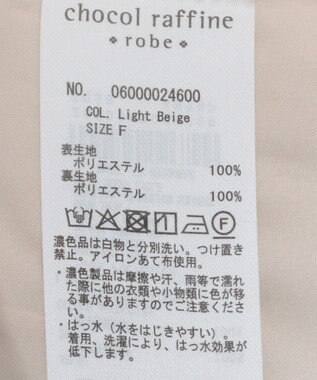 chocol raffine
robe
NO. 06000024600
COL. Light Beige
SIZE F
表生地
ポリエステル 100%
裏生地
ポリエステル 100%
F
濃色品は白物と分別洗い。つけ置き
禁止。アイロンあて布使用。
・濃色製品は摩擦や汗、雨等で濡れ
た際に他の衣類や小物類に色が移
る事がありますのでご注意くださ
い。
・はっ水（水をはじきやすい）。
着用、洗濯により、はっ水効果が
低下します。